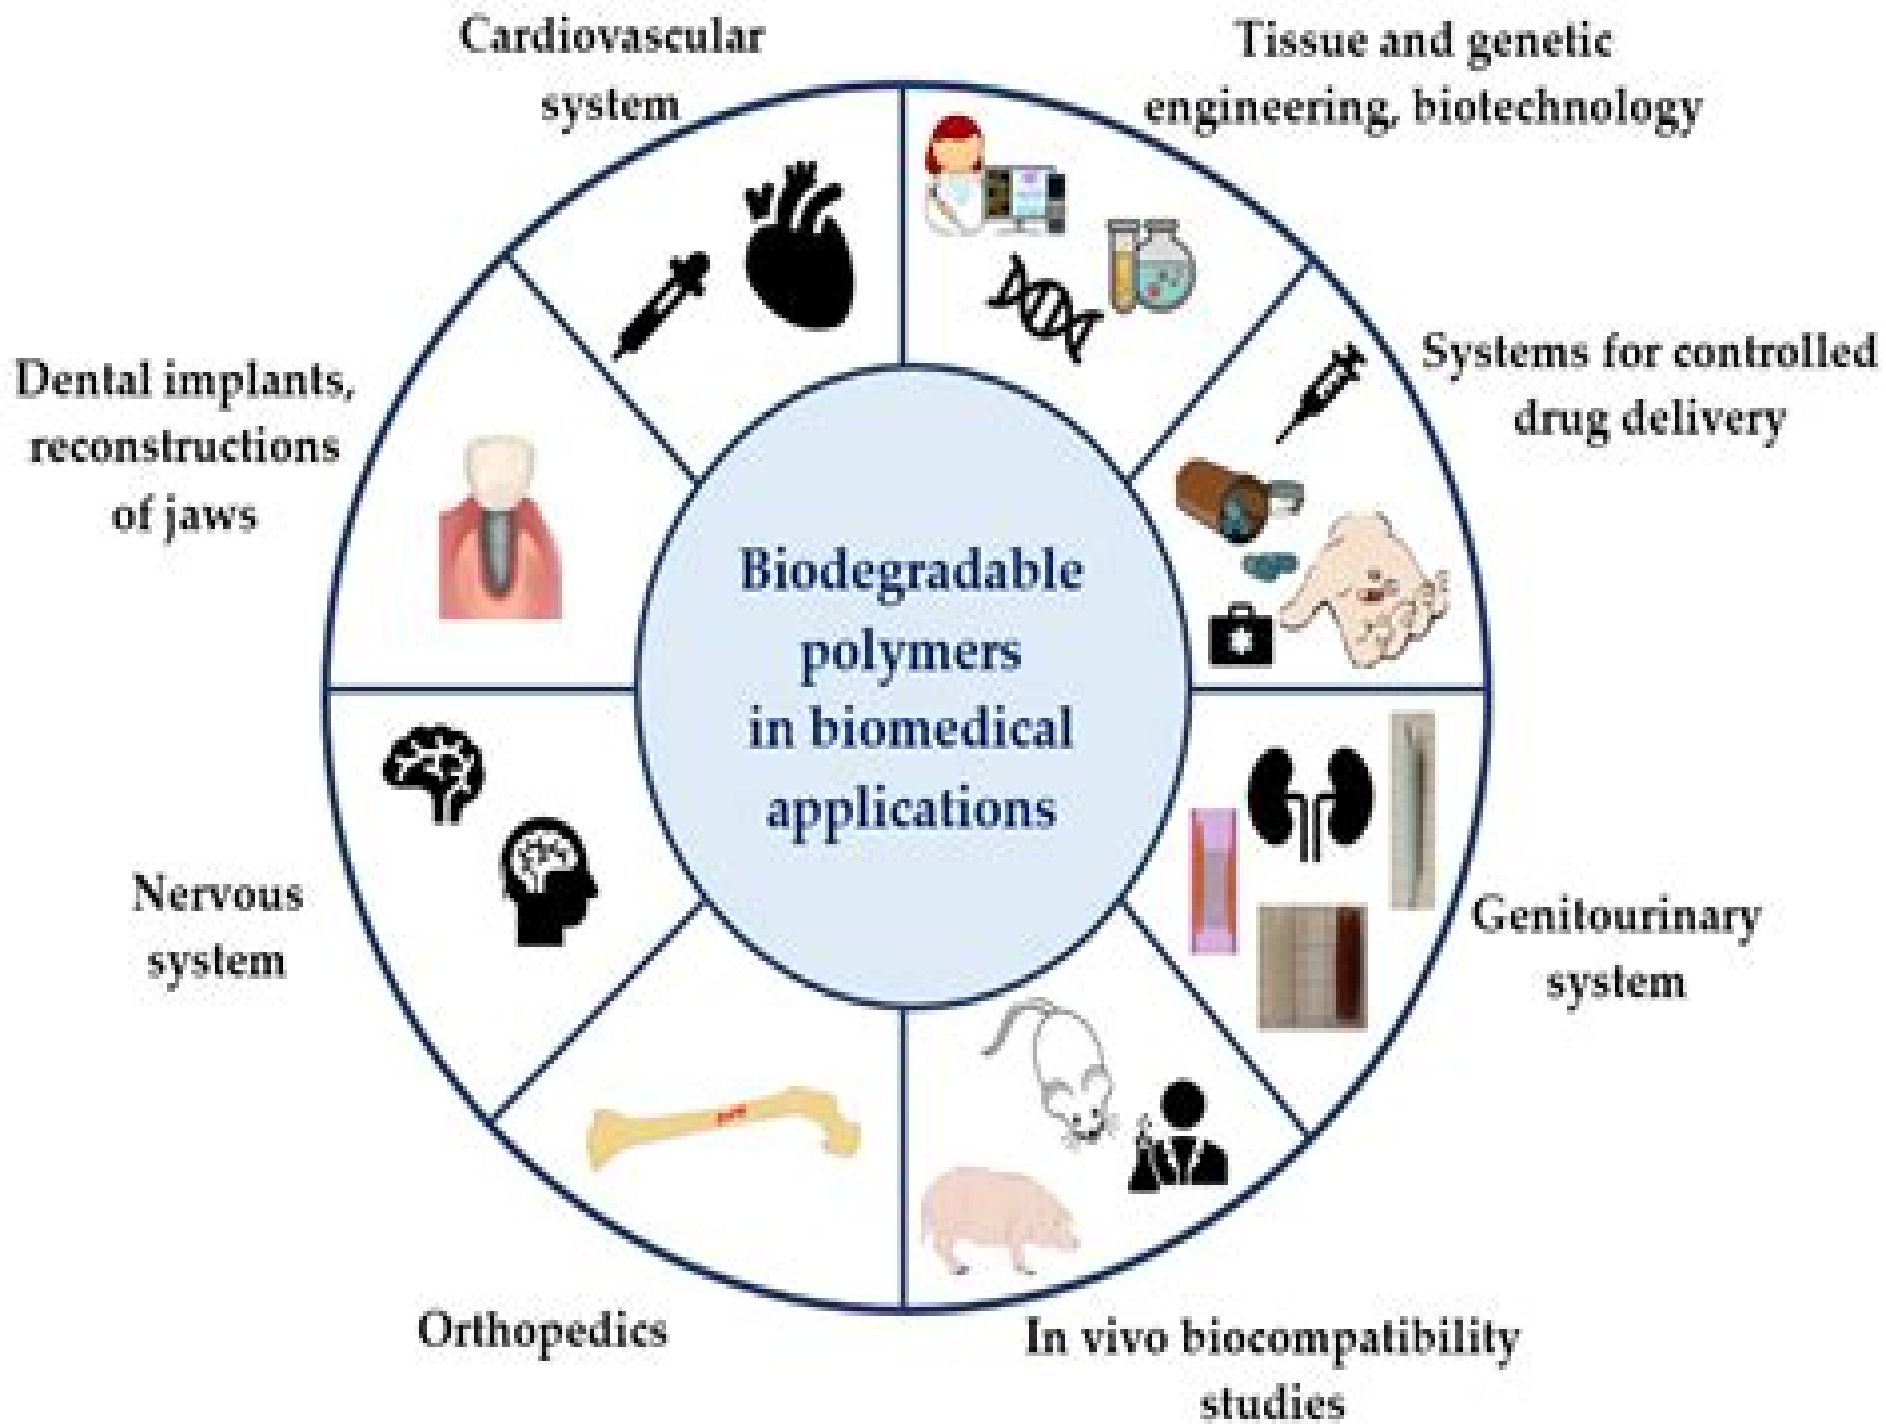 Cardiovascular
system
Tissue and genetic
engineering, biotechnology
Systems for controlled
drug delivery
Dental implants,
reconstructions
of jaws
Biodegradable
polymers
in biomedical
applications
Nervous
system
Genitourinary
system
Orthopedics
In vivo biocompatibility
studies